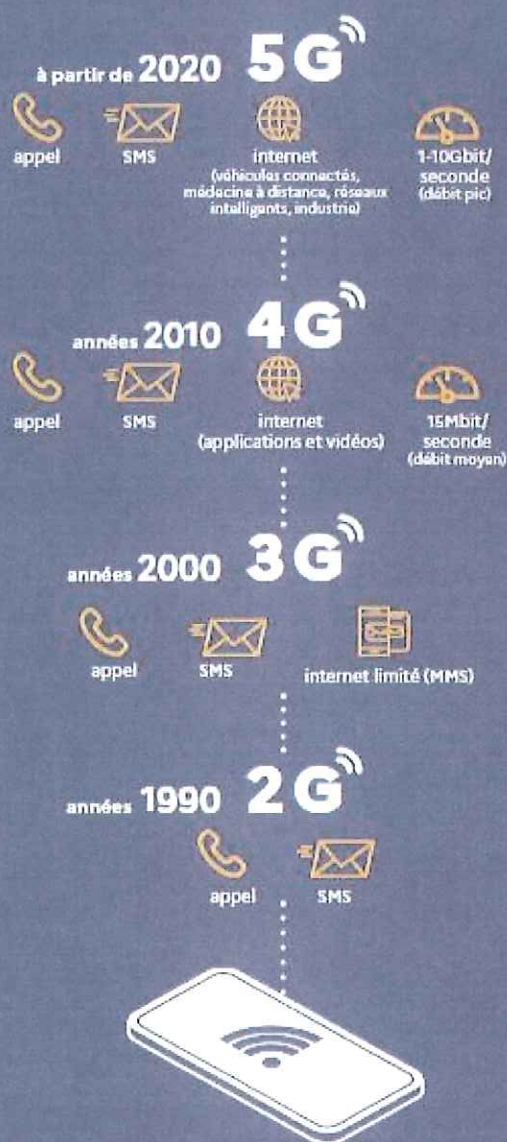 à partir de 2020 5G
appel
SMS
internet
(véhicules connectés,
médecine à distance, réseaux
intelligents, industrie)
1-10Gbit/
seconde
(débit pic)
années 2010 4G
appel
SMS
internet
(applications et vidéos)
15Mbit/
seconde
(débit moyen)
années 2000 3G
appel
SMS
internet limité (MMS)
années 1990 2G
appel
SMS